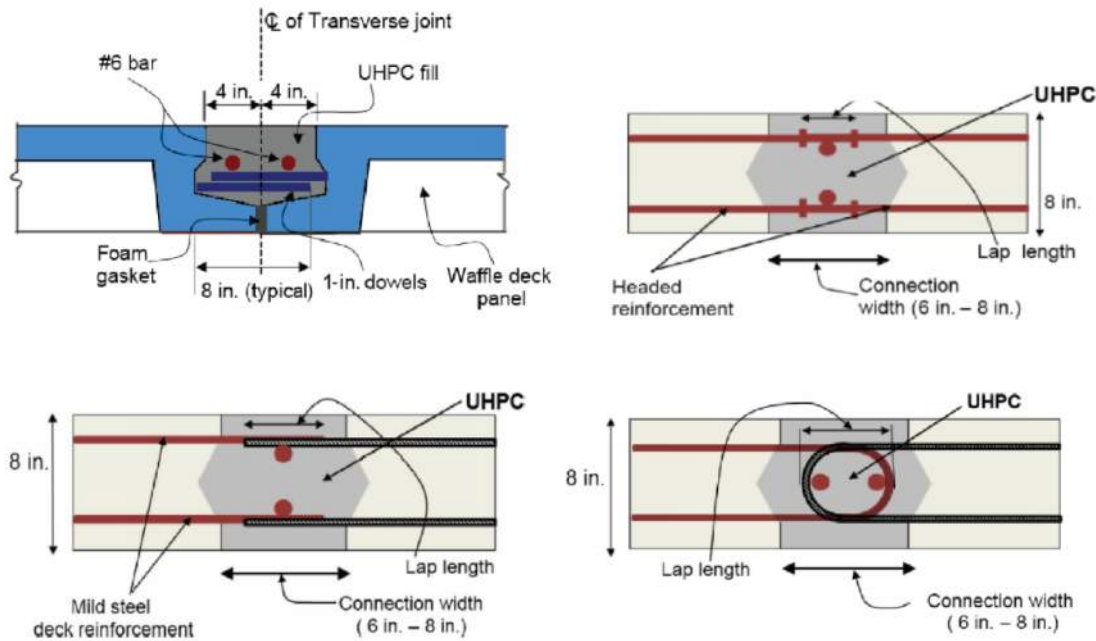 ℄ of Transverse joint
#6 bar
4 in.
4 in.
UHPC fill
Foam
gasket
8 in. (typical)
1-in. dowels
Waffle deck
panel
UHPC
8 in.
Lap length
Headed
reinforcement
Connection
width (6 in. – 8 in.)
UHPC
8 in.
Lap length
Mild steel
deck reinforcement
Connection width
( 6 in. – 8 in.)
UHPC
8 in.
Lap length
Connection width
( 6 in. – 8 in.)